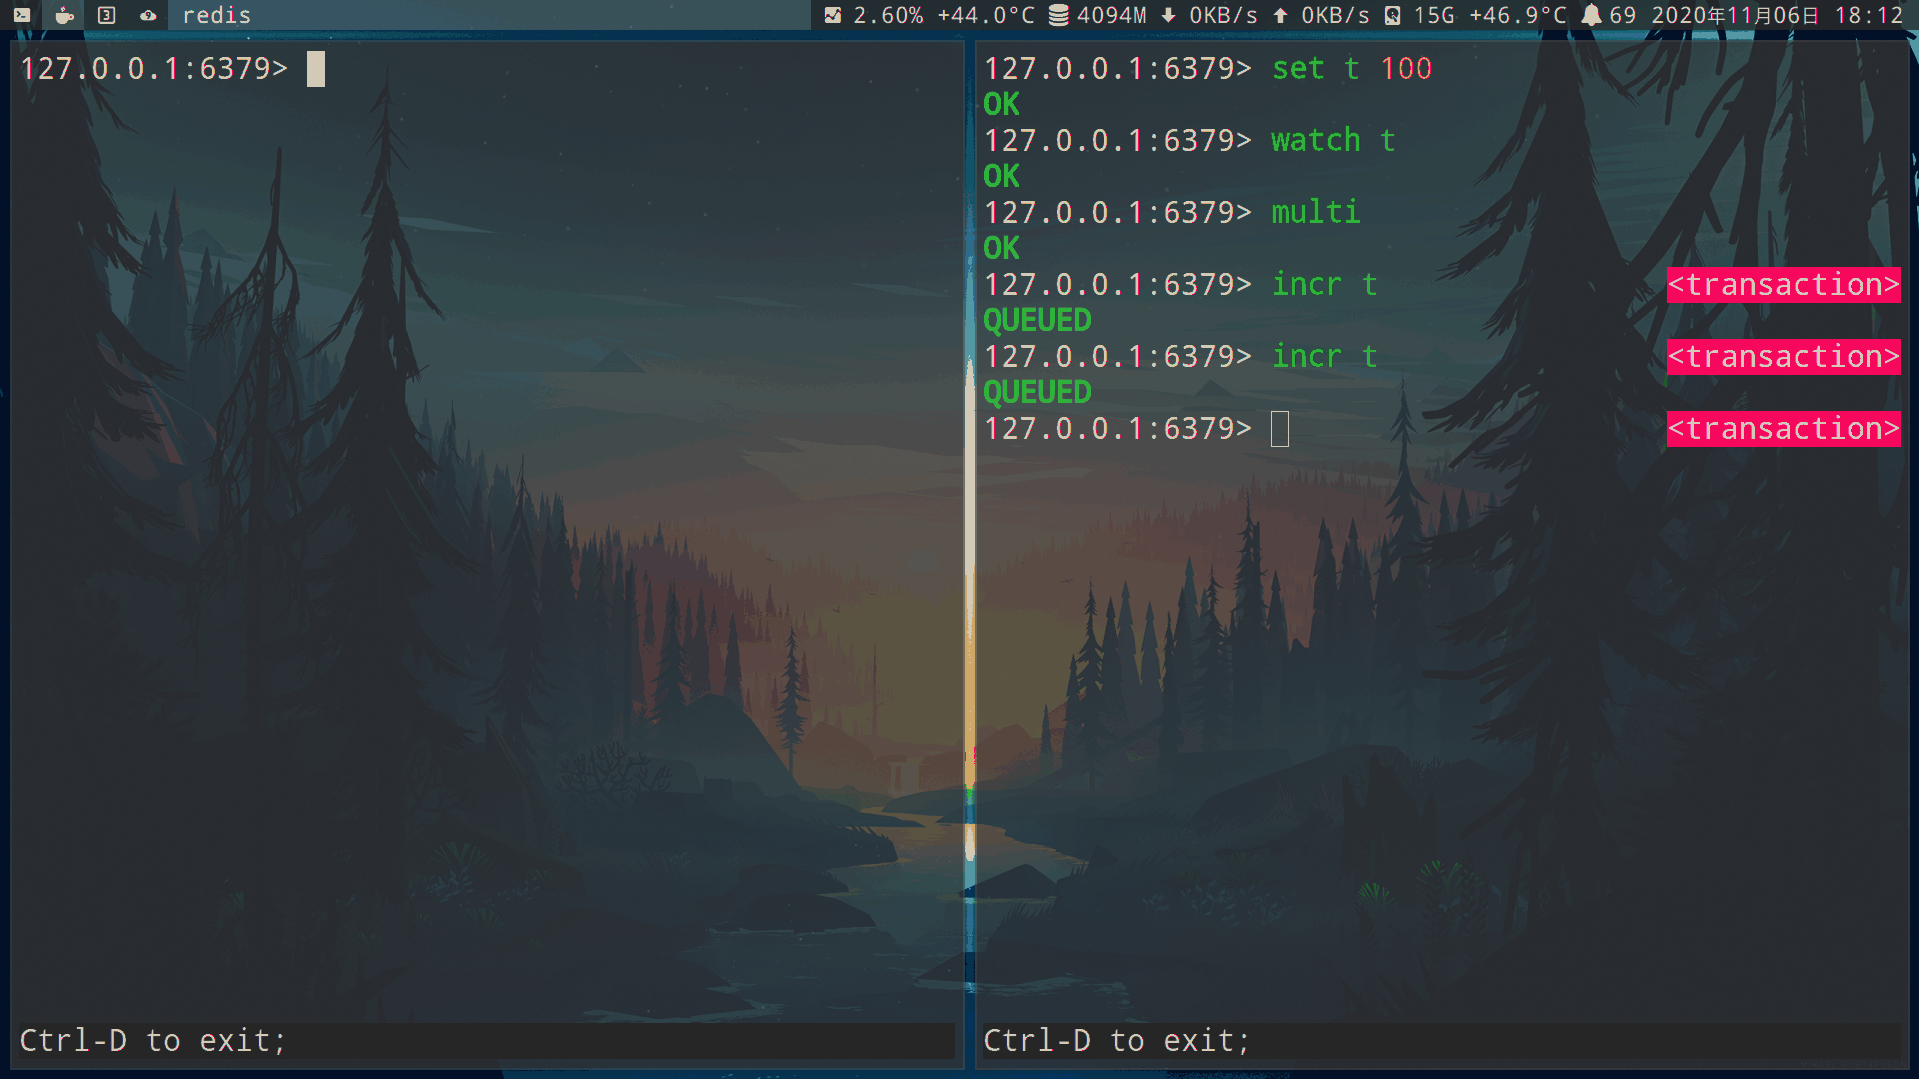 redis 2.60% +44.0°C 4094M 0KB/s 0KB/s 15G +46.9°C 69 2020年11月06日 18:12
127.0.0.1:6379>
Ctrl-D to exit;
127.0.0.1:6379> set t 100
OK
127.0.0.1:6379> watch t
OK
127.0.0.1:6379> multi
OK
127.0.0.1:6379> incr t <transaction>
QUEUED
127.0.0.1:6379> incr t <transaction>
QUEUED
127.0.0.1:6379> <transaction>
Ctrl-D to exit;